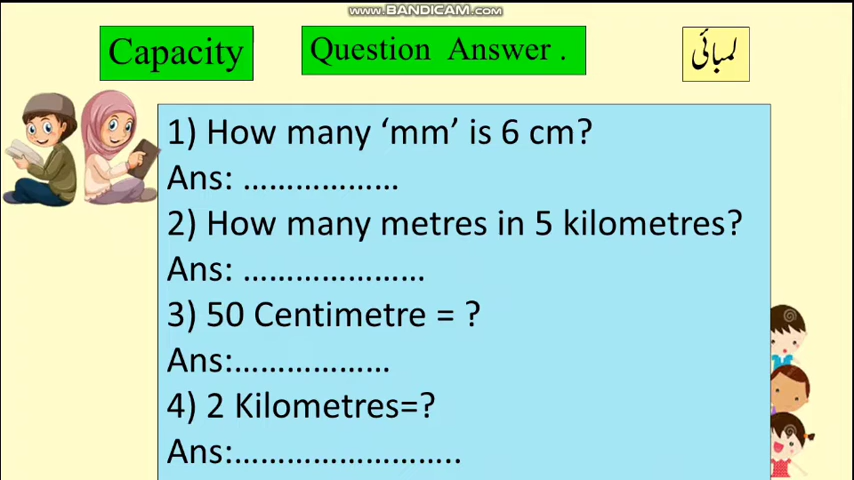 www.BANDICAM.com
Capacity
Question Answer .
لمبائی
1) How many ‘mm’ is 6 cm?
Ans: ………………
2) How many metres in 5 kilometres?
Ans: …………………
3) 50 Centimetre = ?
Ans:………………
4) 2 Kilometres=?
Ans:……………………..